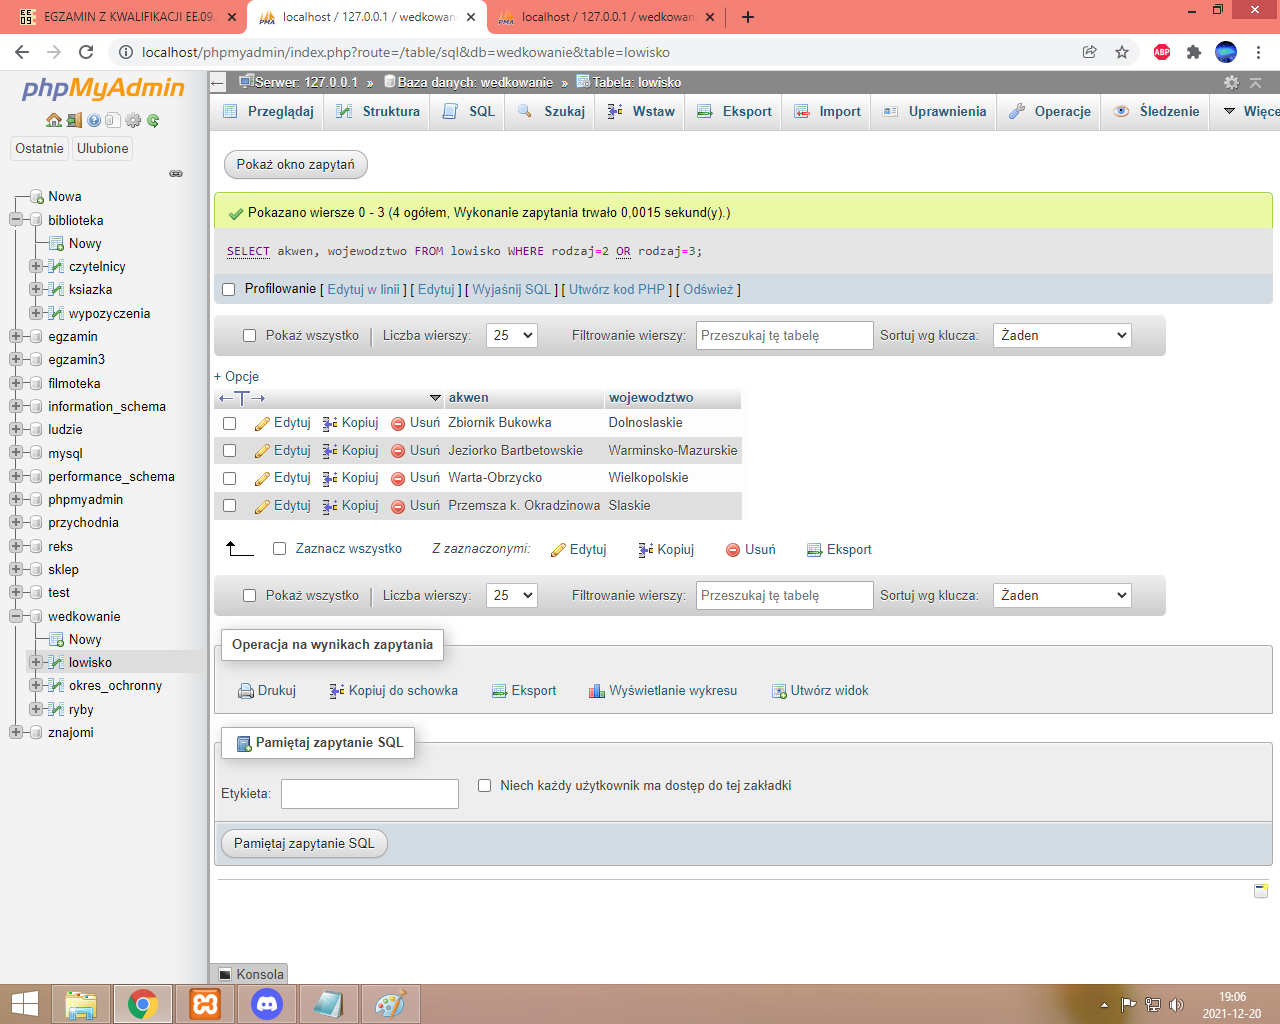 EGZAMIN Z KWALIFIKACJI EE.09
localhost / 127.0.0.1 / wedkowan
localhost / 127.0.0.1 / wedkowan
localhost/phpmyadmin/index.php?route=/table/sql&db=wedkowanie&table=lowisko
ABP
phpMyAdmin
Ostatnie
Ulubione
Nowa
biblioteka
Nowy
czytelnicy
ksiazka
wypozyczenia
egzamin
egzamin3
filmoteka
information_schema
ludzie
mysql
performance_schema
phpmyadmin
przychodnia
reks
sklep
test
wedkowanie
Nowy
lowisko
okres_ochronny
ryby
znajomi
Serwer: 127.0.0.1 » Baza danych: wedkowanie » Tabela: lowisko
Przeglądaj Struktura SQL Szukaj Wstaw Eksport Import Uprawnienia Operacje Śledzenie Więce
Pokaż okno zapytań
Pokazano wiersze 0 - 3 (4 ogółem, Wykonanie zapytania trwało 0,0015 sekund(y).)
SELECT akwen, wojewodztwo FROM lowisko WHERE rodzaj=2 OR rodzaj=3;
Profilowanie [ Edytuj w linii ] [ Edytuj ] [ Wyjaśnij SQL ] [ Utwórz kod PHP ] [ Odśwież ]
Pokaż wszystko Liczba wierszy: 25 Filtrowanie wierszy: Przeszukaj tę tabelę Sortuj wg klucza: Żaden
+ Opcje
akwen wojewodztwo
Edytuj Kopiuj Usuń Zbiornik Bukowka Dolnoslaskie
Edytuj Kopiuj Usuń Jeziorko Bartbetowskie Warminsko-Mazurskie
Edytuj Kopiuj Usuń Warta-Obrzycko Wielkopolskie
Edytuj Kopiuj Usuń Przemsza k. Okradzinowa Slaskie
Zaznacz wszystko Z zaznaczonymi: Edytuj Kopiuj Usuń Eksport
Pokaż wszystko Liczba wierszy: 25 Filtrowanie wierszy: Przeszukaj tę tabelę Sortuj wg klucza: Żaden
Operacja na wynikach zapytania
Drukuj Kopiuj do schowka Eksport Wyświetlanie wykresu Utwórz widok
Pamiętaj zapytanie SQL
Etykieta: Niech każdy użytkownik ma dostęp do tej zakładki
Pamiętaj zapytanie SQL
Konsola
19:06
2021-12-20